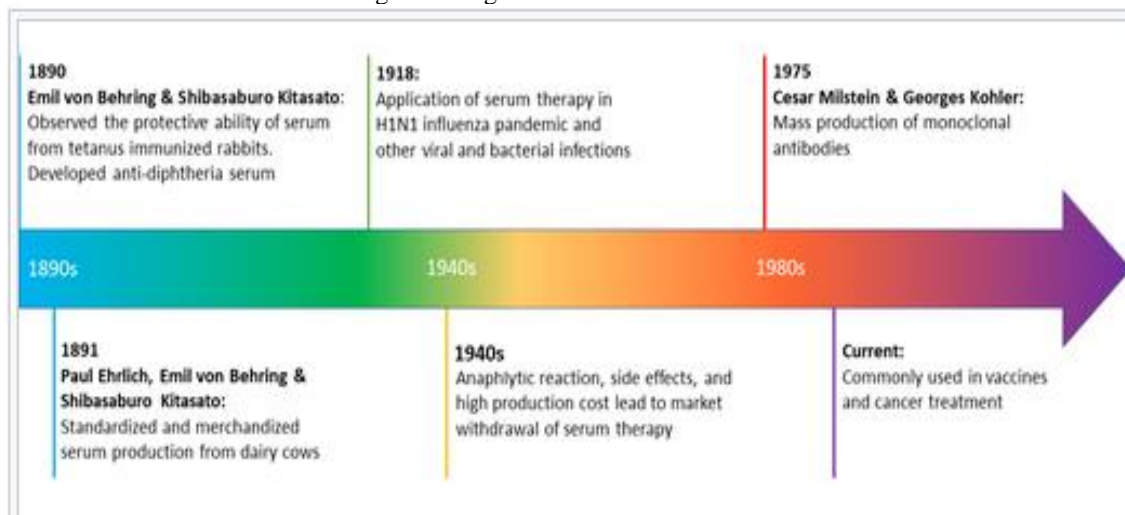 1890
Emil von Behring & Shibasaburo Kitasato:
Observed the protective ability of serum
from tetanus immunized rabbits.
Developed anti-diphtheria serum
1918:
Application of serum therapy in
H1N1 influenza pandemic and
other viral and bacterial infections
1975
Cesar Milstein & Georges Kohler:
Mass production of monoclonal
antibodies
1890s
1940s
1980s
1891
Paul Ehrlich, Emil von Behring &
Shibasaburo Kitasato:
Standardized and merchandized
serum production from dairy cows
1940s
Anaphlytic reaction, side effects, and
high production cost lead to market
withdrawal of serum therapy
Current:
Commonly used in vaccines
and cancer treatment